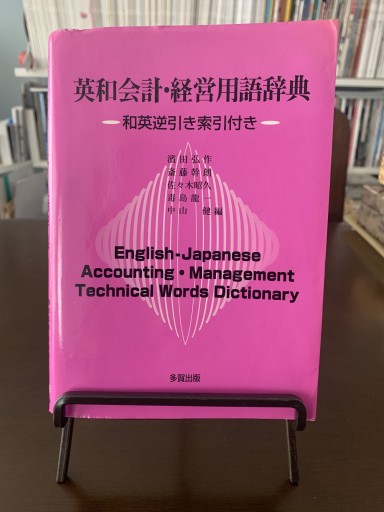 英和会計・経営用語辞典
和英逆引き索引付き
濱田弘作
斎藤幹朗
佐々木昭久
毒島龍一
中山 健編
English-Japanese
Accounting・Management
Technical Words Dictionary
多賀出版